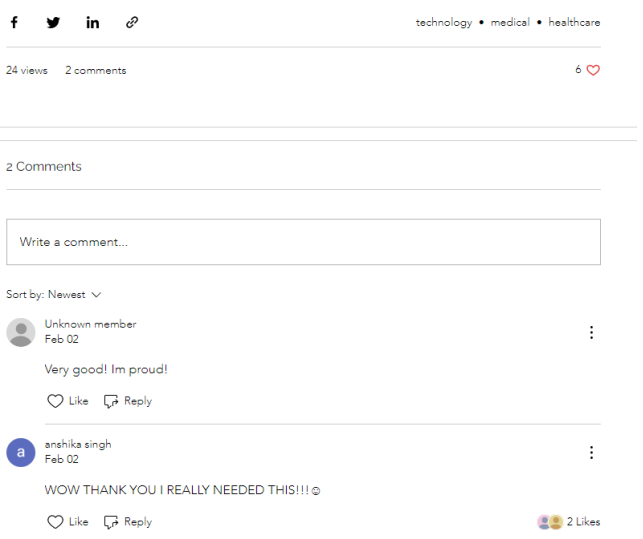 technology • medical • healthcare
24 views 2 comments 6
2 Comments
Write a comment...
Sort by: Newest
Unknown member
Feb 02
Very good! Im proud!
Like Reply
a
anshika singh
Feb 02
WOW THANK YOU I REALLY NEEDED THIS!!!☺
Like Reply 2 Likes